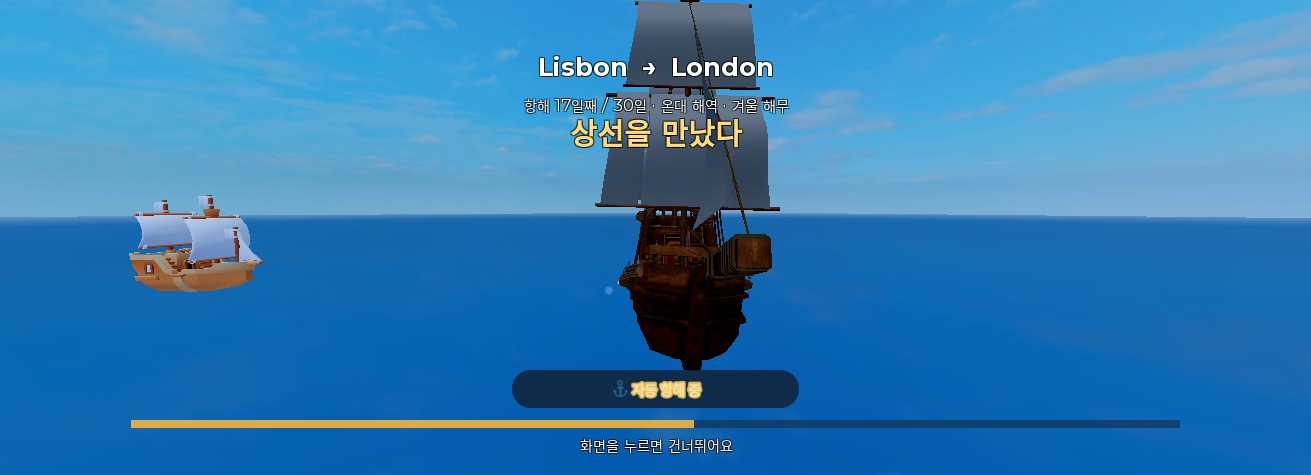 Lisbon → London
항해 17일째 / 30일 · 온대 해역 · 겨울 해무
상선을 만났다
⚓ 자동 항해 중
화면을 누르면 건너뛰어요